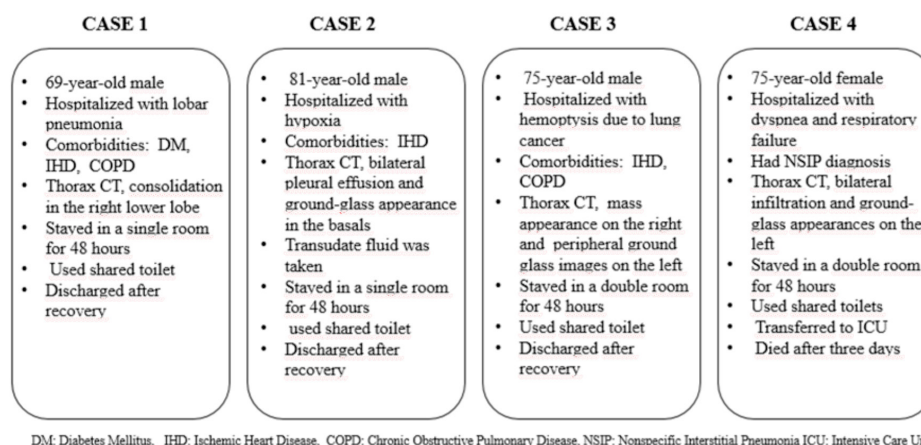 CASE 1
69-year-old male
Hospitalized with lobar
pneumonia
Comorbidities: DM,
IHD, COPD
Thorax CT, consolidation
in the right lower lobe
Stayed in a single room
for 48 hours
Used shared toilet
Discharged after
recovery
CASE 2
81-year-old male
Hospitalized with
hypoxia
Comorbidities: IHD
Thorax CT, bilateral
pleural effusion and
ground-glass appearance
in the basals
Transudate fluid was
taken
Stayed in a single room
for 48 hours
used shared toilet
Discharged after
recovery
CASE 3
75-year-old male
Hospitalized with
hemoptysis due to lung
cancer
Comorbidities: IHD,
COPD
Thorax CT, mass
appearance on the right
and peripheral ground
glass images on the left
Stayed in a double room
for 48 hours
Used shared toilet
Discharged after
recovery
CASE 4
75-year-old female
Hospitalized with
dyspnea and respiratory
failure
Had NSIP diagnosis
Thorax CT, bilateral
infiltration and ground-
glass appearances on the
left
Stayed in a double room
for 48 hours
Used shared toilets
Transferred to ICU
Died after three days
DM: Diabetes Mellitus, IHD: Ischemic Heart Disease, COPD: Chronic Obstructive Pulmonary Disease, NSIP: Nonspecific Interstitial Pneumonia ICU: Intensive Care